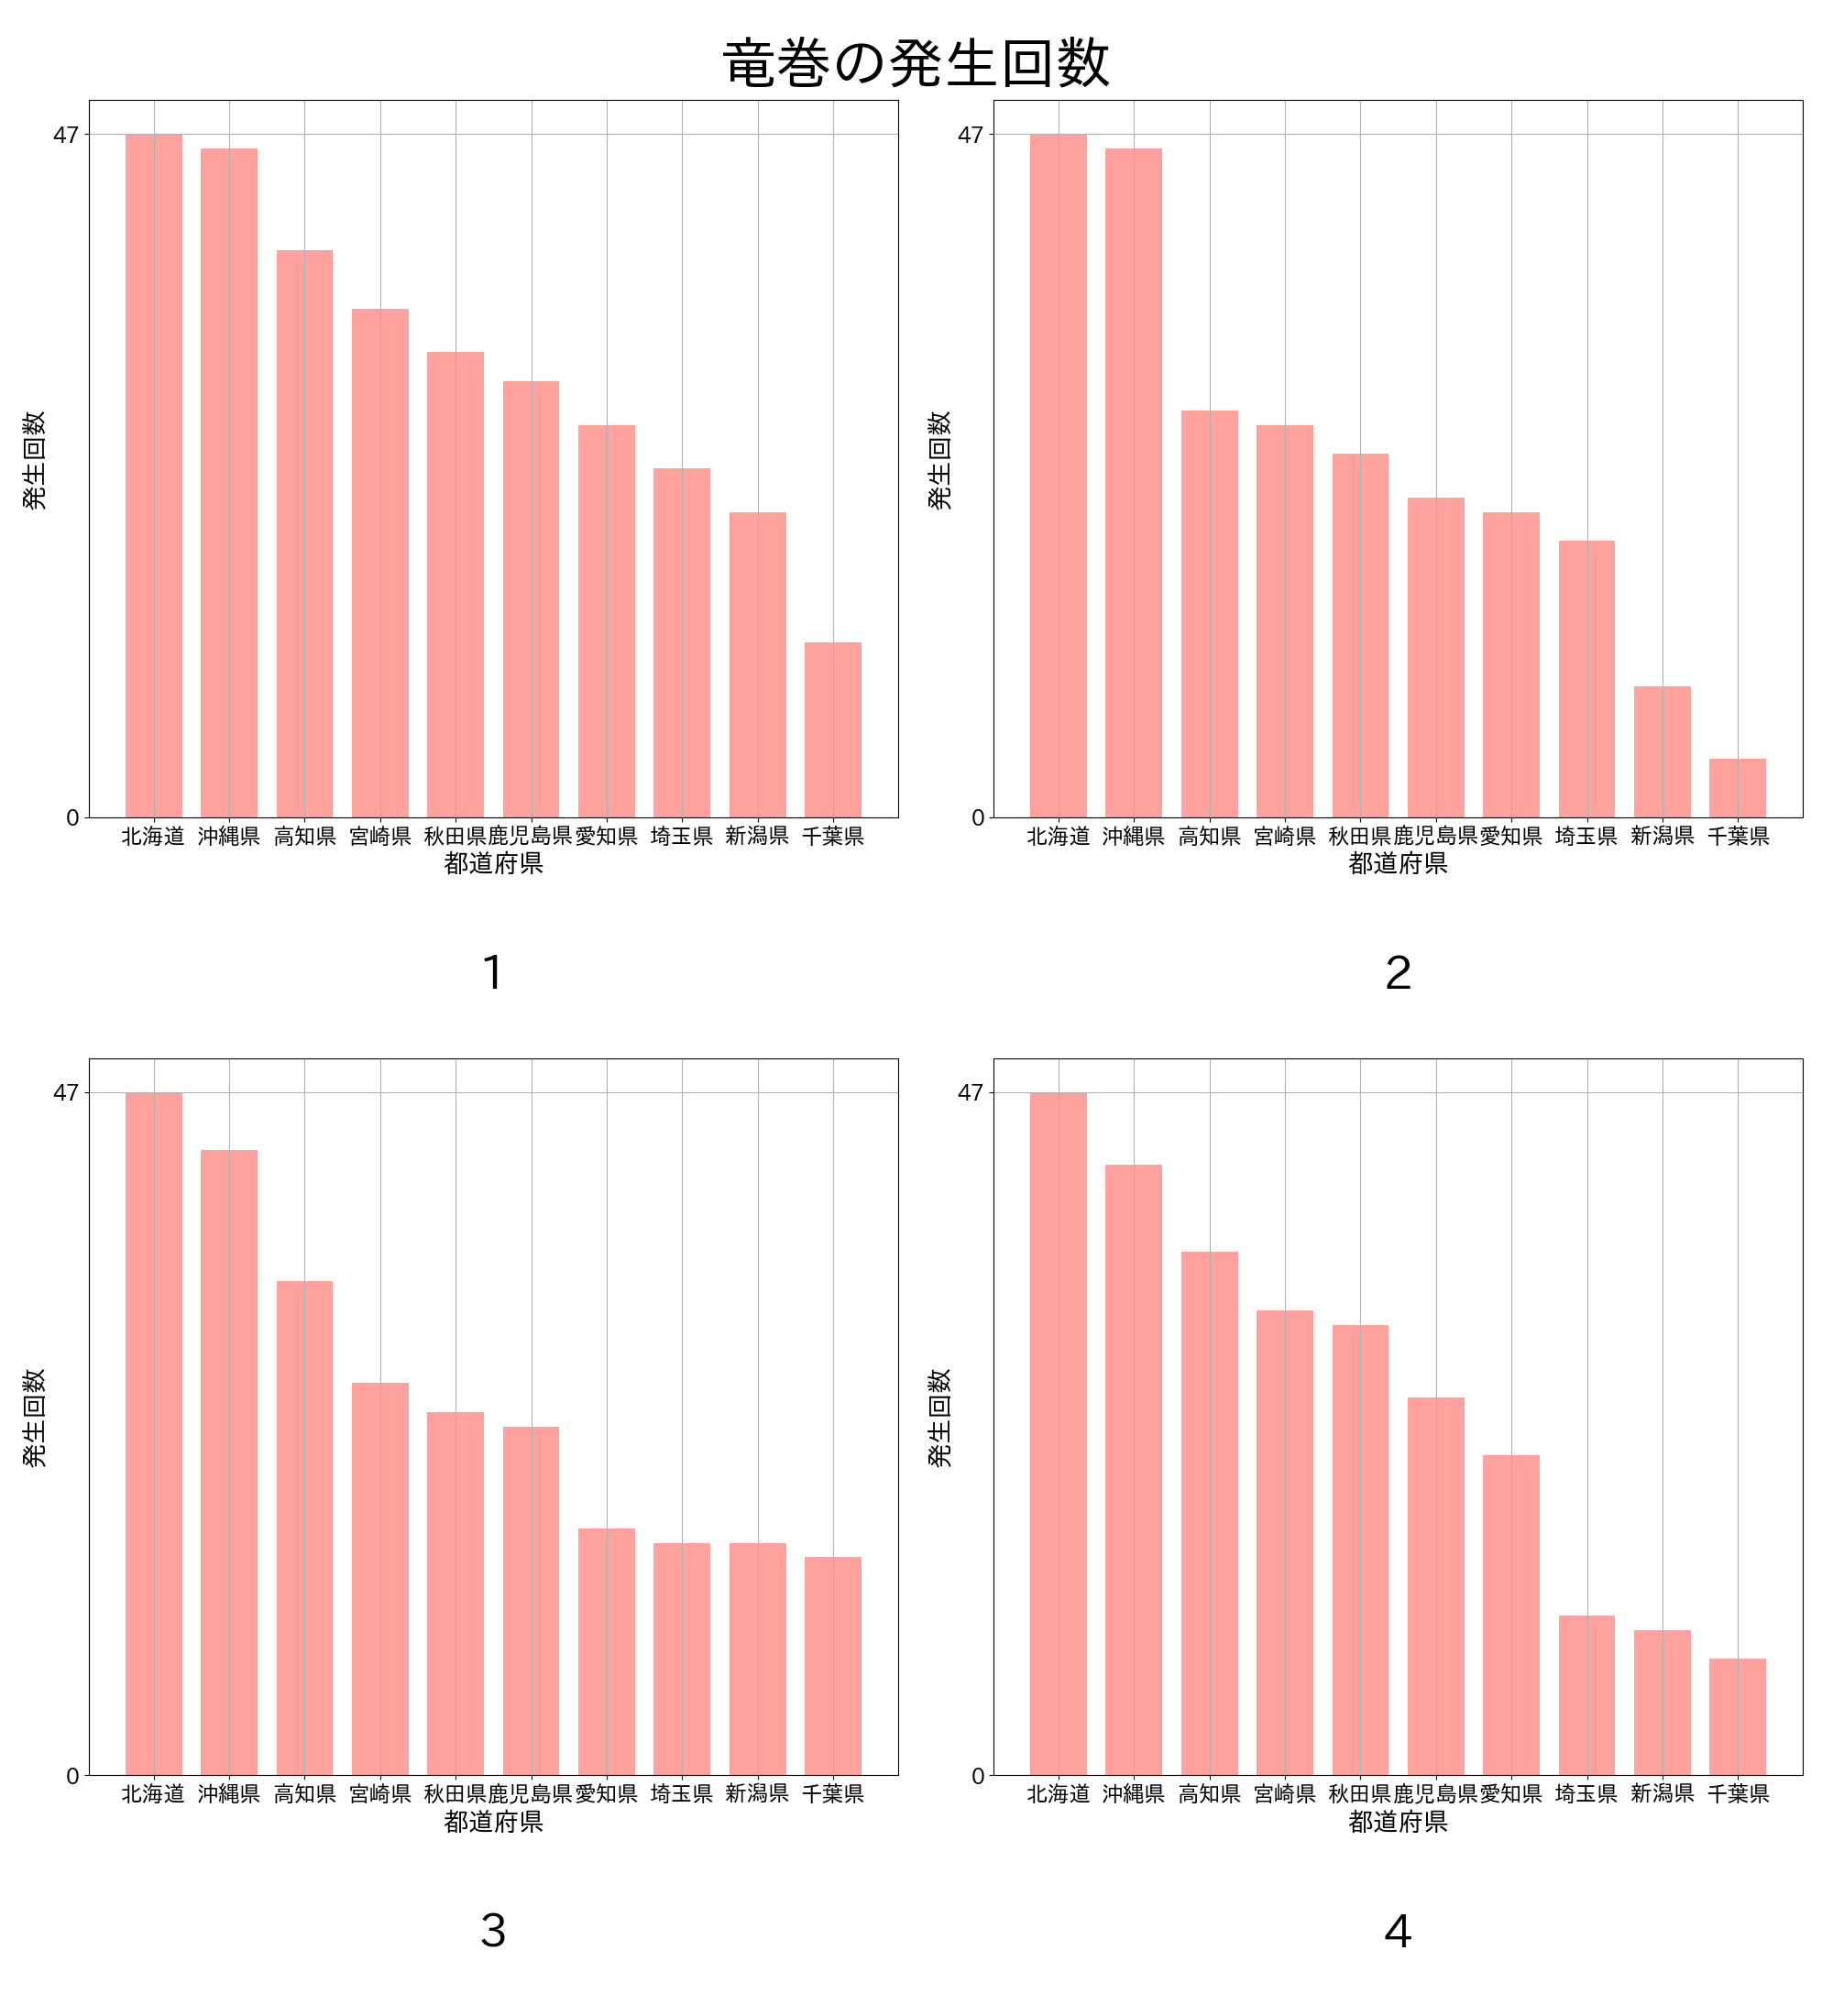 竜巻の発生回数
47
0
発生回数
北海道 沖縄県 高知県 宮崎県 秋田県 鹿児島県 愛知県 埼玉県 新潟県 千葉県
都道府県
1
47
0
発生回数
北海道 沖縄県 高知県 宮崎県 秋田県 鹿児島県 愛知県 埼玉県 新潟県 千葉県
都道府県
2
47
0
発生回数
北海道 沖縄県 高知県 宮崎県 秋田県 鹿児島県 愛知県 埼玉県 新潟県 千葉県
都道府県
3
47
0
発生回数
北海道 沖縄県 高知県 宮崎県 秋田県 鹿児島県 愛知県 埼玉県 新潟県 千葉県
都道府県
4